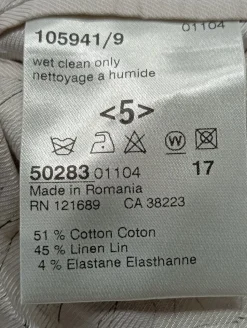 01104
105941/9
wet clean only
nettoyage a humide
<5>
W
50283 01104 17
Made in Romania
RN 121689 CA 38223
51 % Cotton Coton
45 % Linen Lin
4 % Elastane Elasthanne